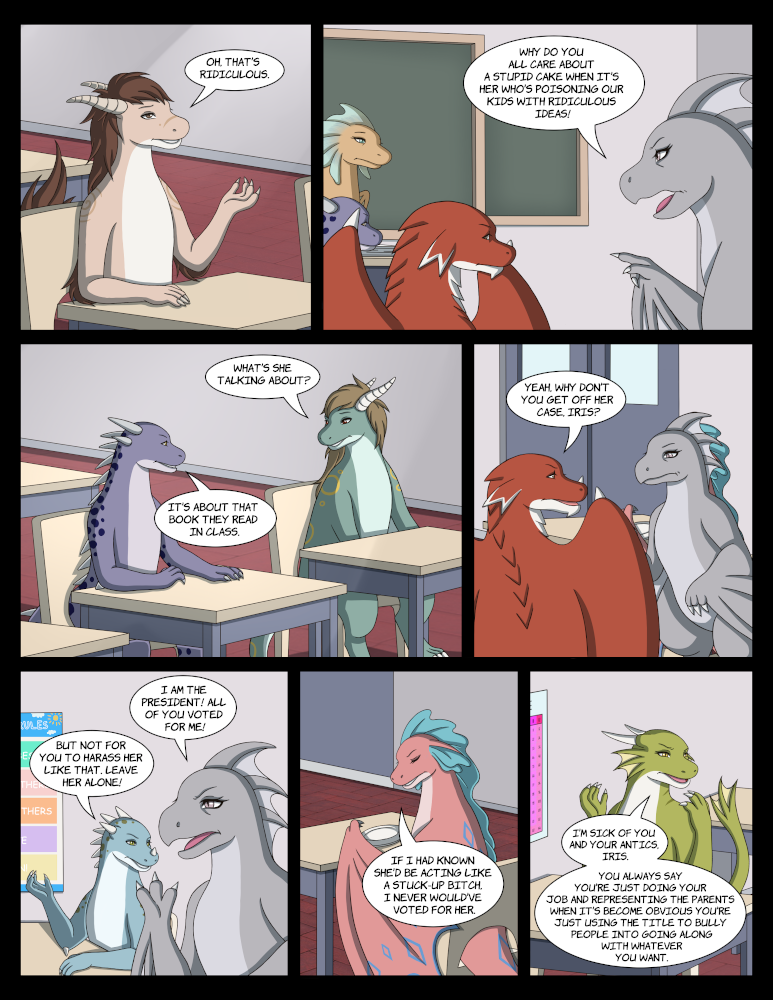 OH, THAT'S
RIDICULOUS.
WHY DO YOU
ALL CARE ABOUT
A STUPID CAKE WHEN IT'S
HER WHO'S POISONING OUR
KIDS WITH RIDICULOUS
IDEAS!
WHAT'S SHE
TALKING ABOUT?
IT'S ABOUT THAT
BOOK THEY READ
IN CLASS.
YEAH, WHY DON'T
YOU GET OFF HER
CASE, IRIS?
I AM THE
PRESIDENT! ALL
OF YOU VOTED
FOR ME!
BUT NOT FOR
YOU TO HARASS HER
LIKE THAT. LEAVE
HER ALONE!
IF I HAD KNOWN
SHE'D BE ACTING LIKE
A STUCK-UP BITCH,
I NEVER WOULD'VE
VOTED FOR HER.
I'M SICK OF YOU
AND YOUR ANTICS,
IRIS.
YOU ALWAYS SAY
YOU'RE JUST DOING YOUR
JOB AND REPRESENTING THE PARENTS
WHEN IT'S BECOME OBVIOUS YOU'RE
JUST USING THE TITLE TO BULLY
PEOPLE INTO GOING ALONG
WITH WHATEVER
YOU WANT.